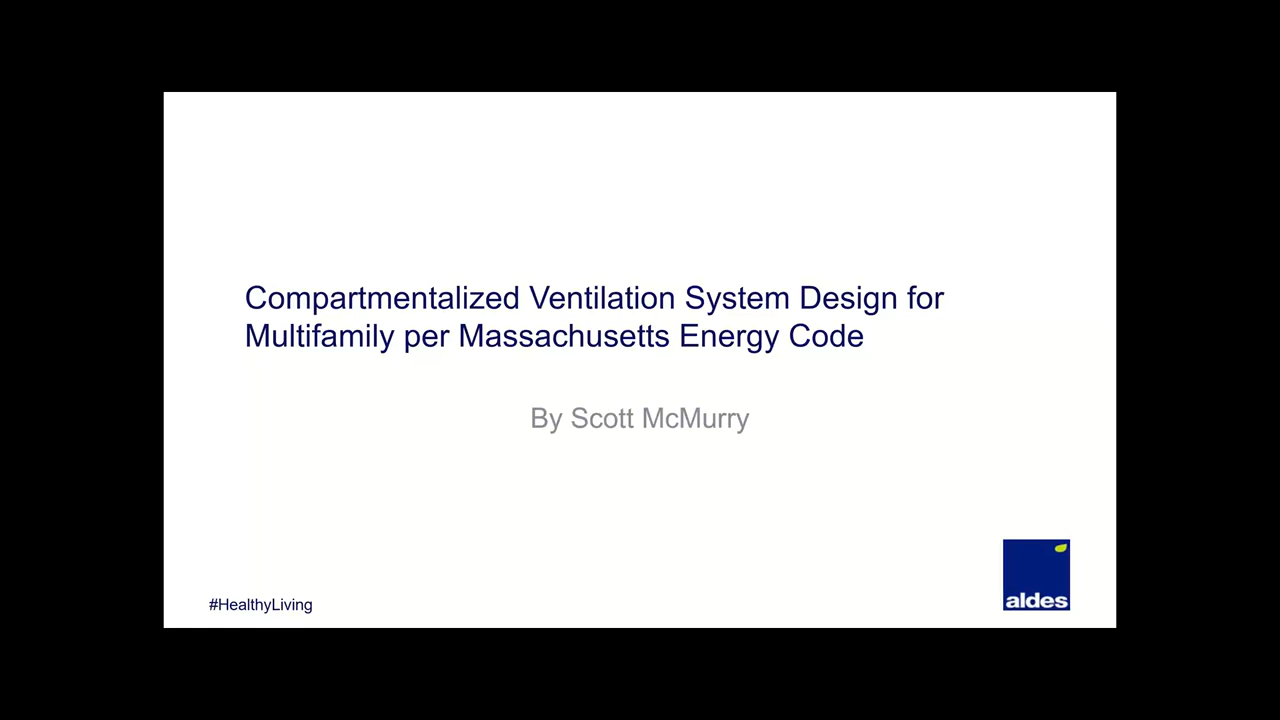 Compartmentalized Ventilation System Design for
Multifamily per Massachusetts Energy Code
By Scott McMurry
#HealthyLiving
aldes